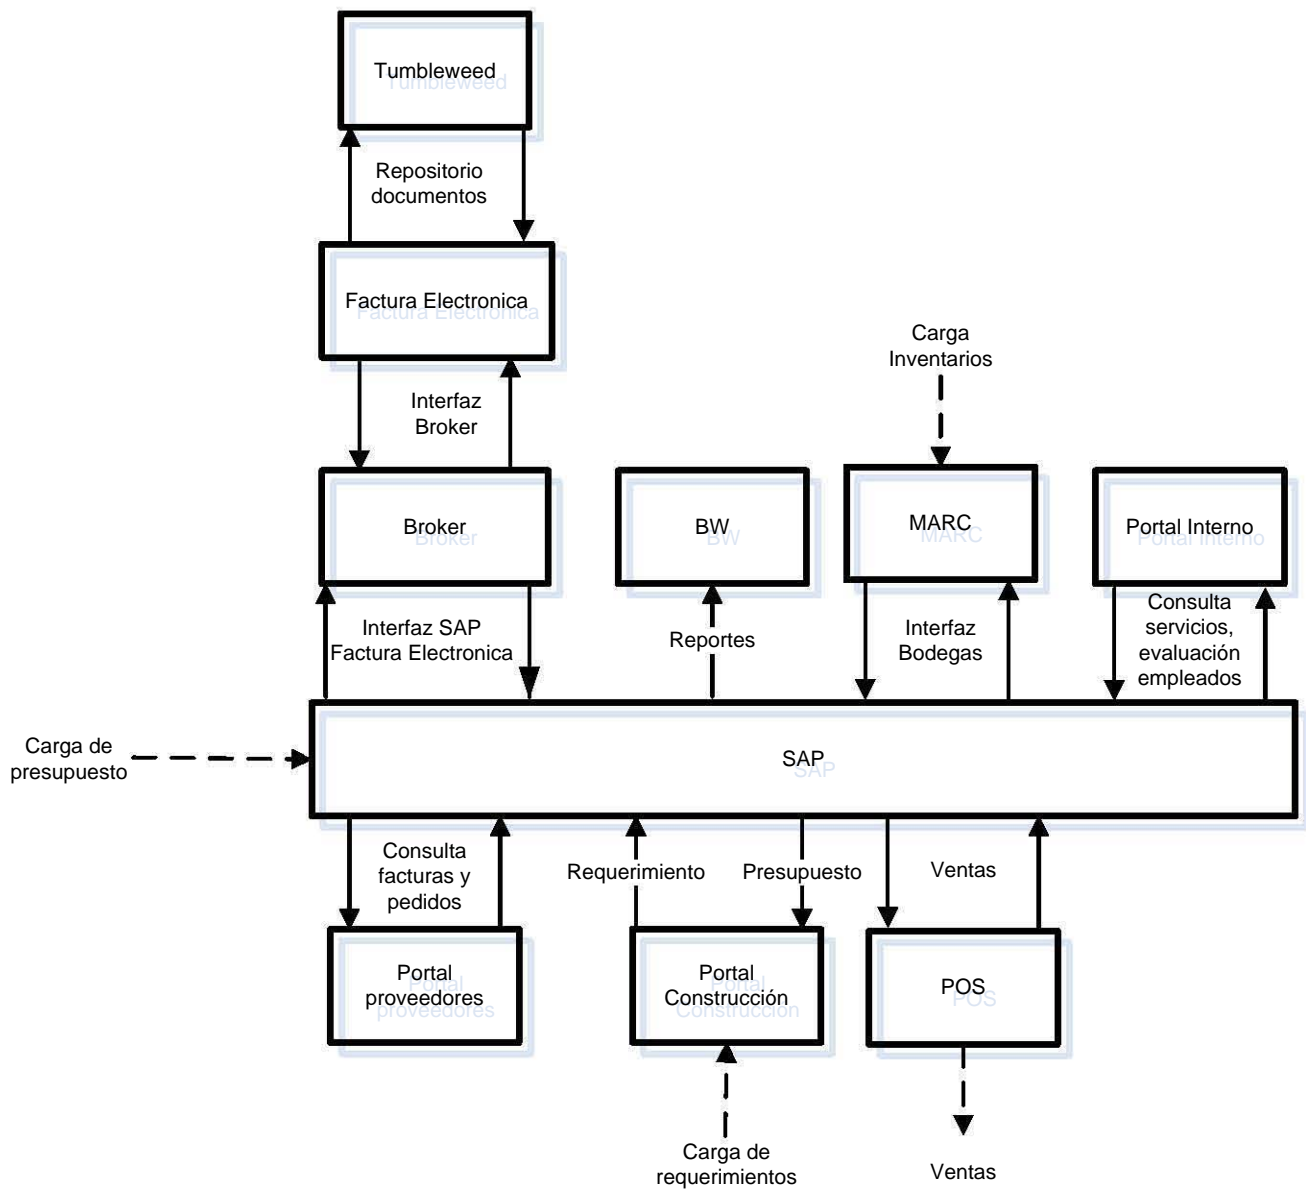 Tumbleweed
Repositorio
documentos
Factura Electronica
Carga
Inventarios
Interfaz
Broker
Broker
BW
MARC
Portal Interno
Interfaz SAP
Factura Electronica
Reportes
Interfaz
Bodegas
Consulta
servicios,
evaluación
empleados
Carga de
presupuesto
SAP
Consulta
facturas y
pedidos
Requerimiento
Presupuesto
Ventas
Portal
proveedores
Portal
Construcción
POS
Carga de
requerimientos
Ventas